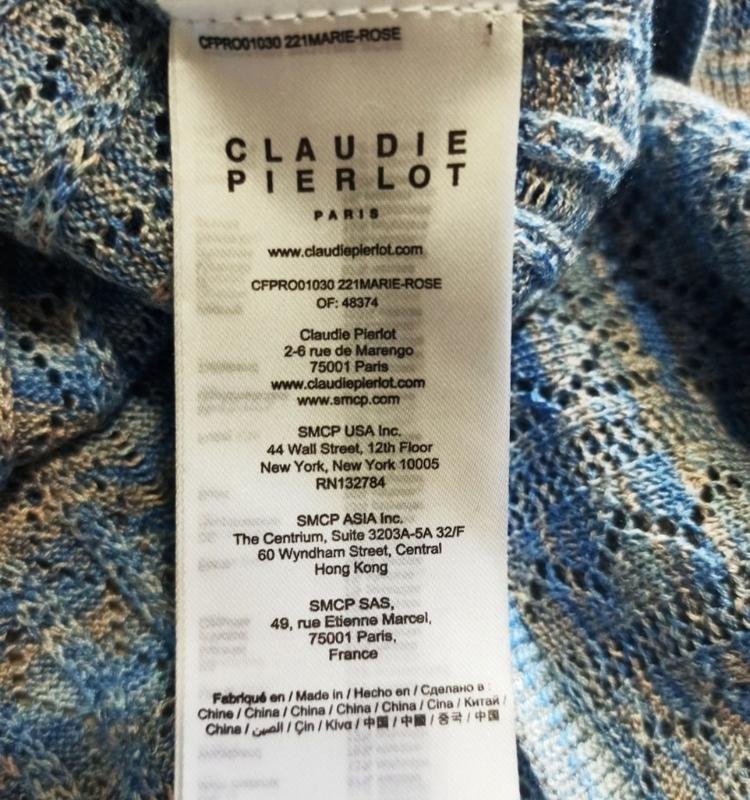 CFPRO01030 221MARIE-ROSE 1
CLAUDIE
PIERLOT
PARIS
www.claudiepierlot.com
CFPRO01030 221MARIE-ROSE
OF: 48374
Claudie Pierlot
2-6 rue de Marengo
75001 Paris
www.claudiepierlot.com
www.smcp.com
SMCP USA Inc.
44 Wall Street, 12th Floor
New York, New York 10005
RN132784
SMCP ASIA Inc.
The Centrium, Suite 3203A-5A 32/F
60 Wyndham Street, Central
Hong Kong
SMCP SAS,
49, rue Etienne Marcel,
75001 Paris,
France
Fabriqué en / Made in / Hecho en / Сделано в :
Chine / China / China / China / China / Cina / Китай /
China / الصين / Çin / Kίνα / 中国 / 中國 / 중국 / 中国